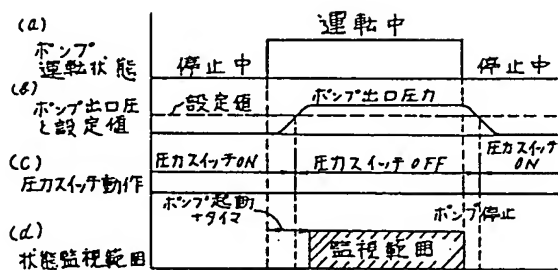 (a)
ポンプ
運転状態
停止中
運転中
停止中
(b)
ポンプ出口圧
と設定値
設定値
ポンプ出口圧力
(c)
圧力スイッチ動作
圧力スイッチON
圧力スイッチOFF
圧力スイッチ
ON
(d)
状態監視範囲
ポンプ起動
+タイマ
監視範囲
ポンプ停止